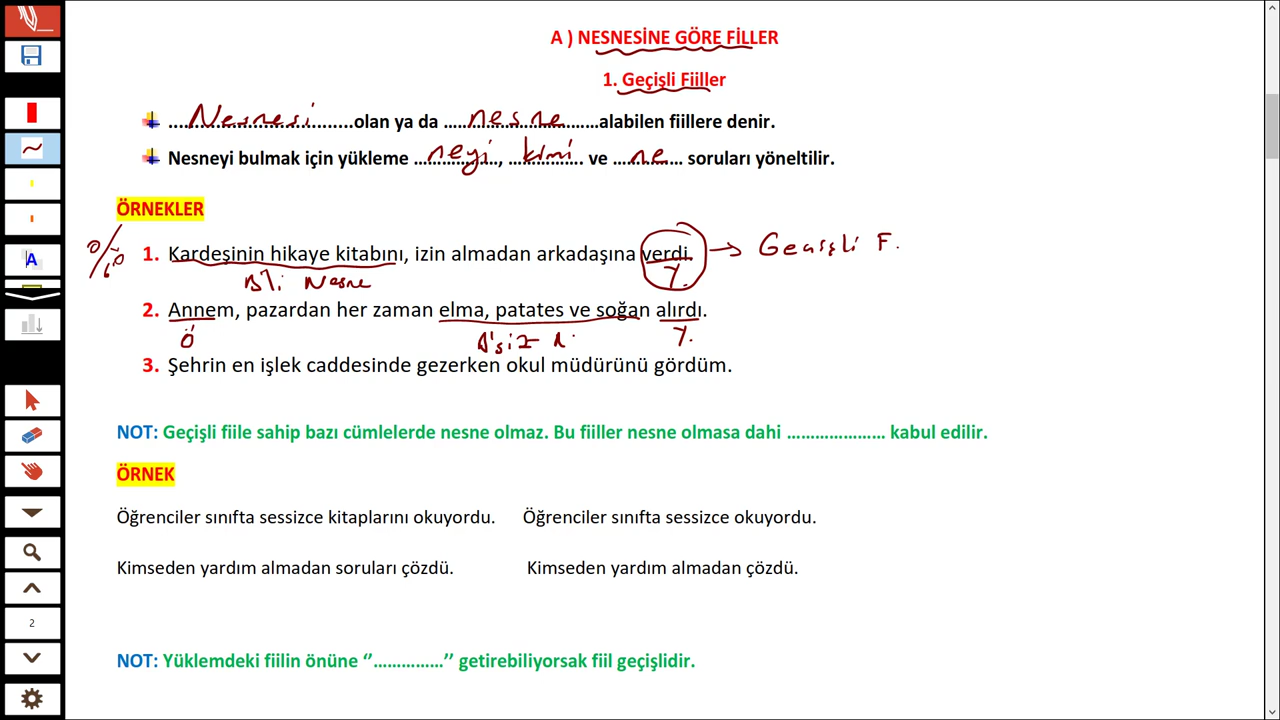 A ) NESNESİNE GÖRE FİLLER
1. Geçişli Fiiller
Nesnesi olan ya da nesne alabilen fiillere denir.
Nesneyi bulmak için yükleme neyi, kimi ve ne soruları yöneltilir.
ÖRNEKLER
1. Kardeşinin hikaye kitabını, izin almadan arkadaşına verdi. → Geçişli F.
B'li Nesne Y.
2. Annem, pazardan her zaman elma, patates ve soğan alırdı.
Ö B'siz n. Y.
3. Şehrin en işlek caddesinde gezerken okul müdürünü gördüm.
NOT: Geçişli fiile sahip bazı cümlelerde nesne olmaz. Bu fiiller nesne olmasa dahi ………………… kabul edilir.
ÖRNEK
Öğrenciler sınıfta sessizce kitaplarını okuyordu. Öğrenciler sınıfta sessizce okuyordu.
Kimseden yardım almadan soruları çözdü. Kimseden yardım almadan çözdü.
2
NOT: Yüklemdeki fiilin önüne ‘’……………’’ getirebiliyorsak fiil geçişlidir.